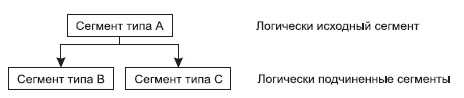 Сегмент типа А Логически исходный сегмент
Сегмент типа В Сегмент типа С Логически подчиненные сегменты